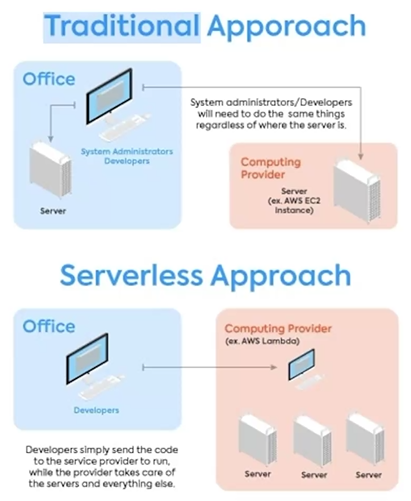 Traditional Apporoach
Office
System Administrators
Developers
Server
System administrators/Developers
will need to do the same things
regardless of where the server is.
Computing
Provider
Server
(ex. AWS EC2
Instance)
Serverless Approach
Office
Developers
Developers simply send the code
to the service provider to run,
while the provider takes care of
the servers and everything else.
Computing Provider
(ex. AWS Lambda)
Server
Server
Server